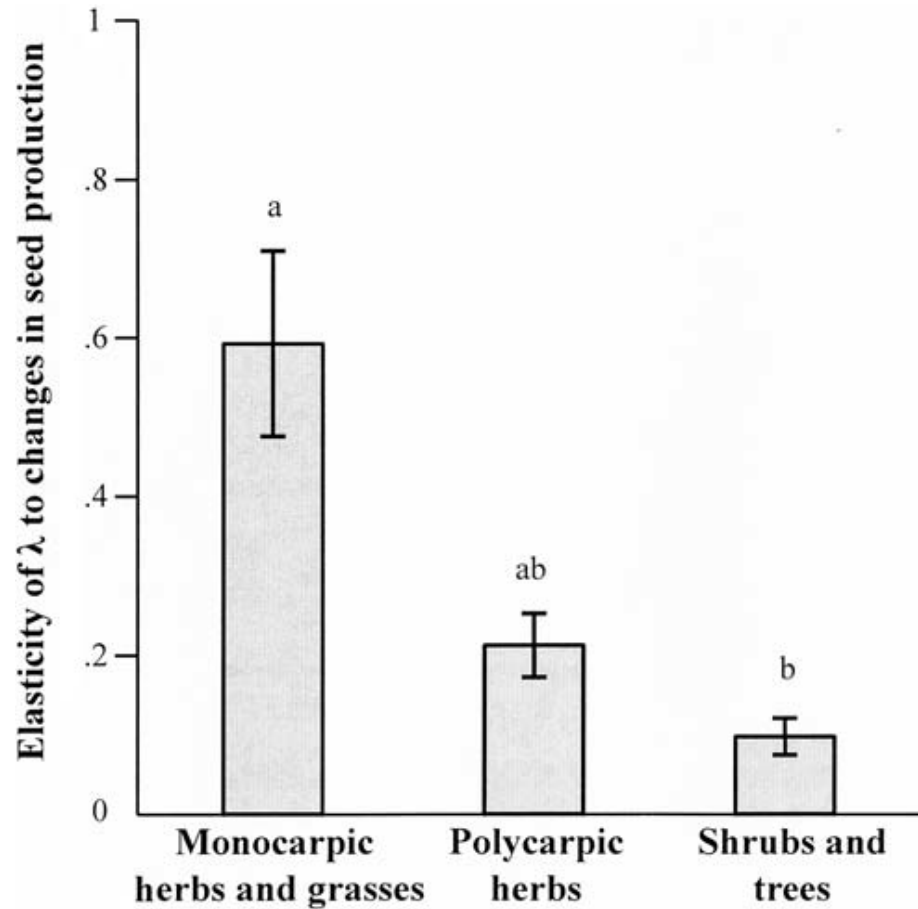 Elasticity of λ to changes in seed production
1
.8
.6
.4
.2
0
a
ab
b
Monocarpic
herbs and grasses
Polycarpic
herbs
Shrubs and
trees